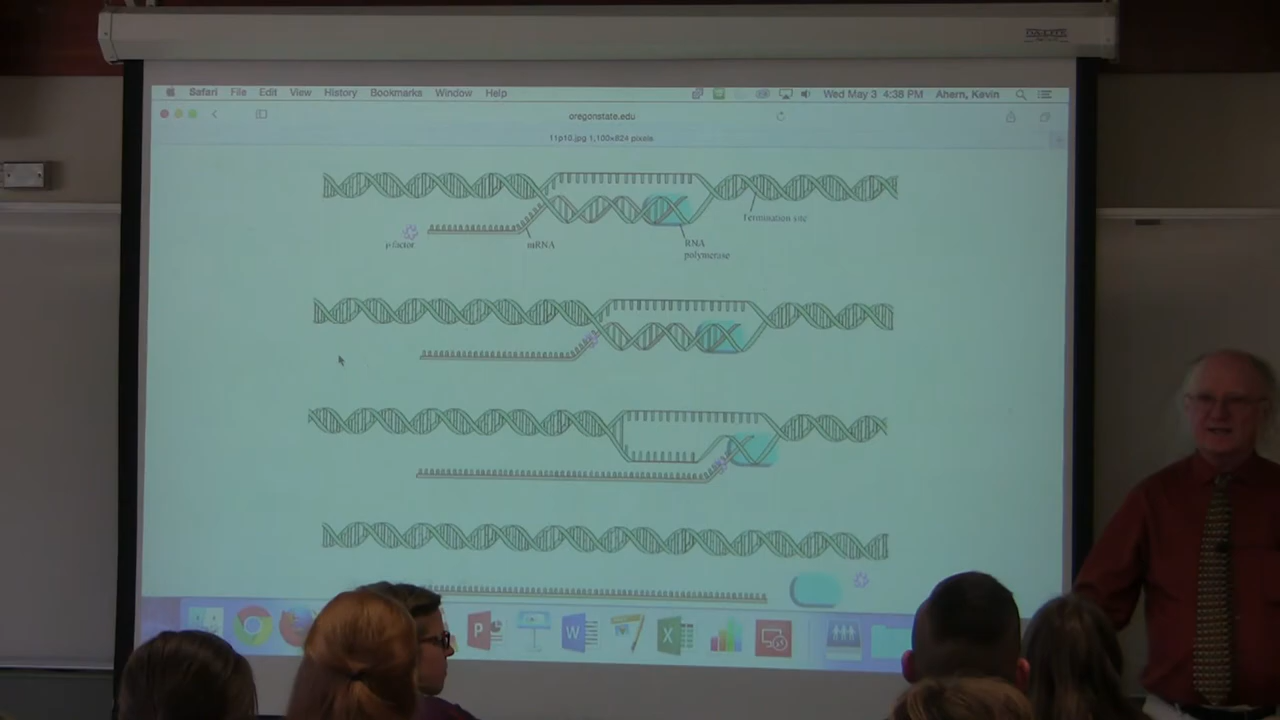 Safari File Edit View History Bookmarks Window Help Wed May 3 4:36 PM Ahern, Kevin
oregonstate.edu
11p10.jpg 1,100×824 pixels
Termination site
ρ factor
mRNA
RNA
polymerase
P
W
X